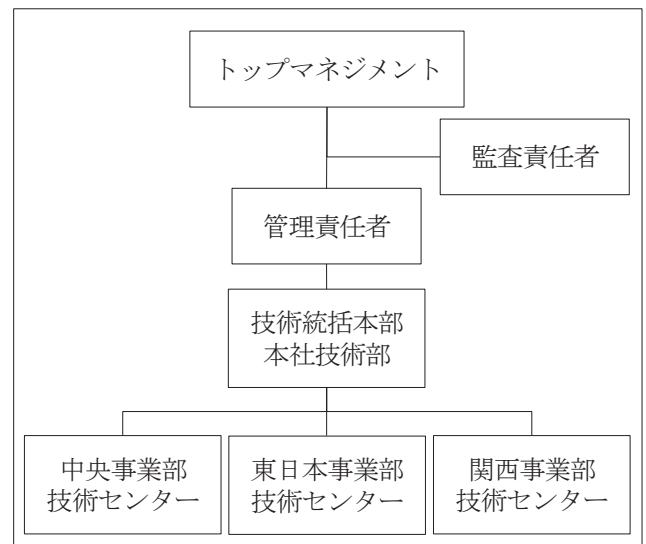 トップマネジメント
監査責任者
管理責任者
技術統括本部
本社技術部
中央事業部
技術センター
東日本事業部
技術センター
関西事業部
技術センター